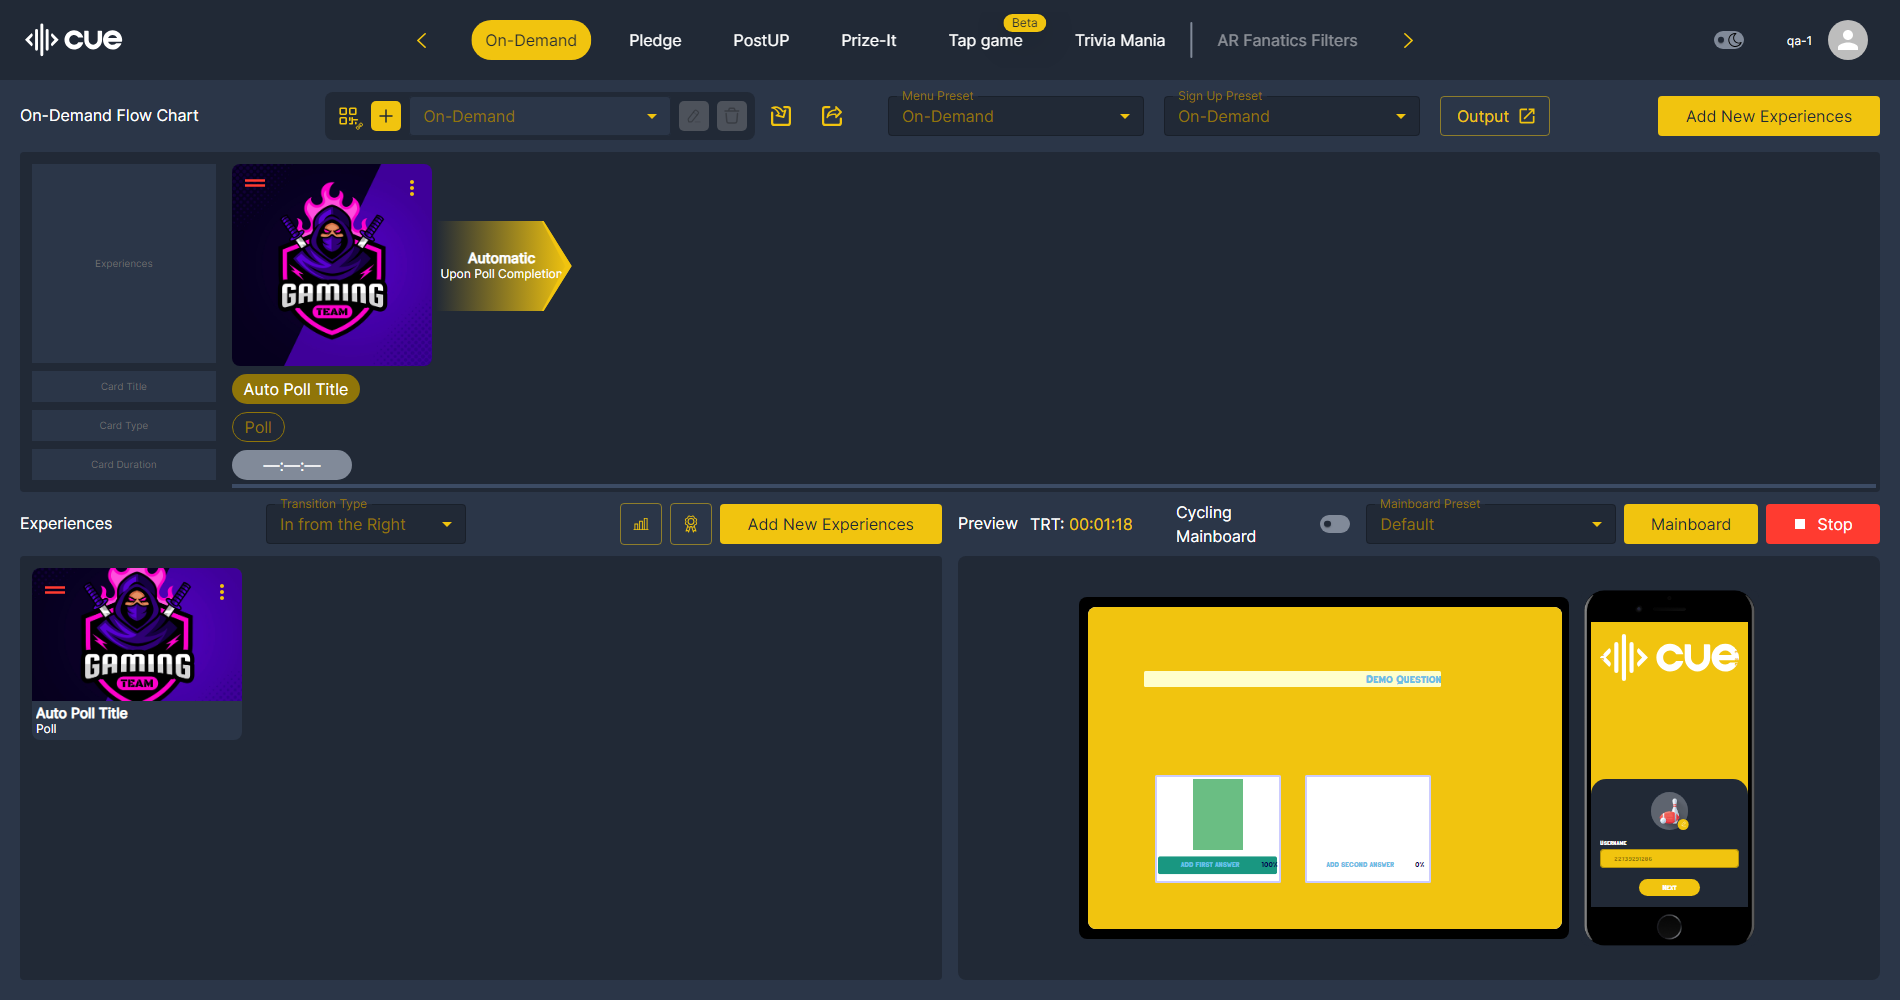 cue
On-Demand
Pledge
PostUP
Prize-It
Tap game
Beta
Trivia Mania
AR Fanatics Filters
qa-1
On-Demand Flow Chart
On-Demand
Menu Preset
On-Demand
Sign Up Preset
On-Demand
Output
Add New Experiences
Experiences
GAMING
TEAM
Automatic
Upon Poll Completion
Card Title
Auto Poll Title
Card Type
Poll
Card Duration
—:—:—
Experiences
Transition Type
In from the Right
Add New Experiences
Preview
TRT: 00:01:18
Cycling
Mainboard
Mainboard Preset
Default
Mainboard
Stop
GAMING
TEAM
Auto Poll Title
Poll
Demo Question
ADD FIRST ANSWER
100%
ADD SECOND ANSWER
0%
cue
Username
NEXT